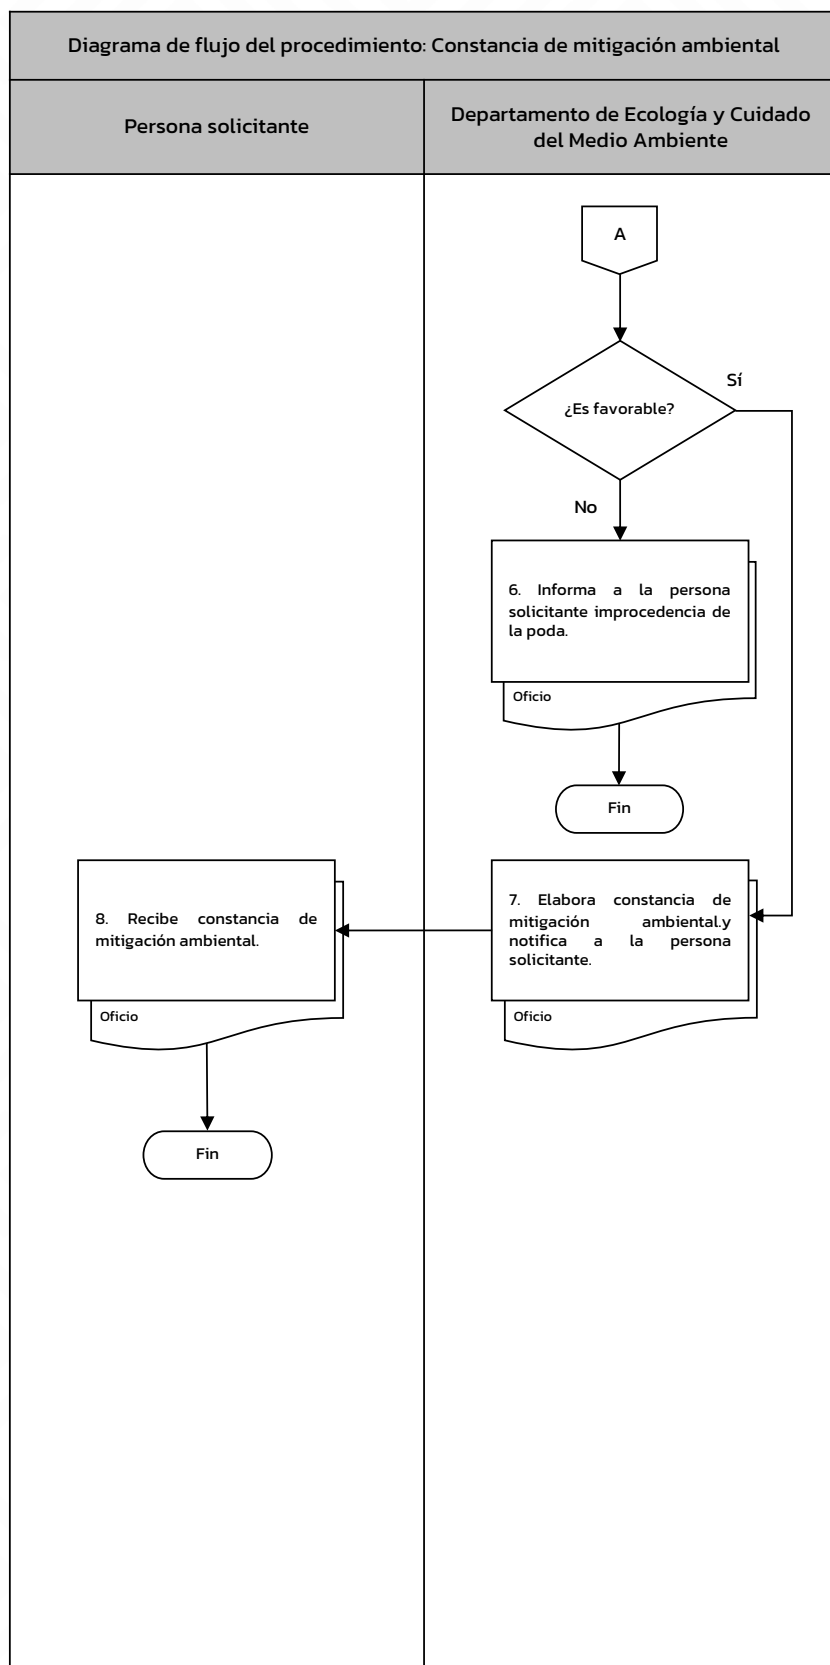 Diagrama de flujo del procedimiento: Constancia de mitigación ambiental
Persona solicitante
Departamento de Ecología y Cuidado
del Medio Ambiente
A
¿Es favorable?
Sí
No
6. Informa a la persona
solicitante improcedencia de
la poda.
Oficio
Fin
7. Elabora constancia de
mitigación ambiental.y
notifica a la persona
solicitante.
Oficio
8. Recibe constancia de
mitigación ambiental.
Oficio
Fin